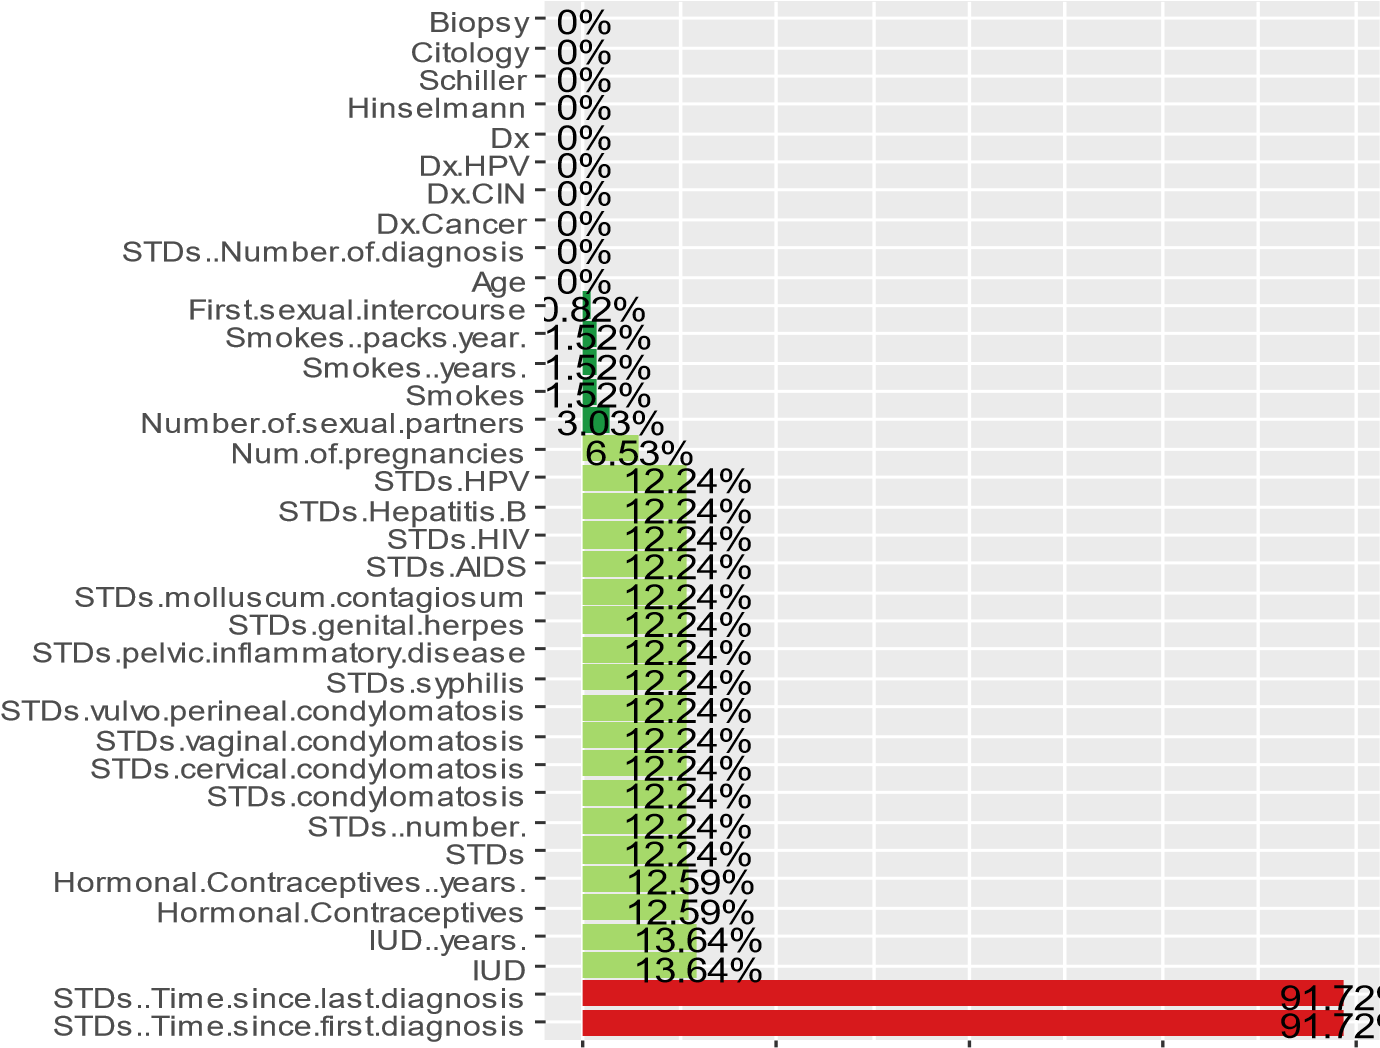 Biopsy 0%
Citology 0%
Schiller 0%
Hinselmann 0%
Dx 0%
Dx.HPV 0%
Dx.CIN 0%
Dx.Cancer 0%
STDs..Number.of.diagnosis 0%
Age 0%
First.sexual.intercourse 0.82%
Smokes..packs.year. 1.52%
Smokes..years. 1.52%
Smokes 1.52%
Number.of.sexual.partners 3.03%
Num.of.pregnancies 6.53%
STDs.HPV 12.24%
STDs.Hepatitis.B 12.24%
STDs.HIV 12.24%
STDs.AIDS 12.24%
STDs.molluscum.contagiosum 12.24%
STDs.genital.herpes 12.24%
STDs.pelvic.inflammatory.disease 12.24%
STDs.syphilis 12.24%
STDs.vulvo.perineal.condylomatosis 12.24%
STDs.vaginal.condylomatosis 12.24%
STDs.cervical.condylomatosis 12.24%
STDs.condylomatosis 12.24%
STDs..number. 12.24%
STDs 12.24%
Hormonal.Contraceptives..years. 12.59%
Hormonal.Contraceptives 12.59%
IUD..years. 13.64%
IUD 13.64%
STDs..Time.since.last.diagnosis 91.72%
STDs..Time.since.first.diagnosis 91.72%